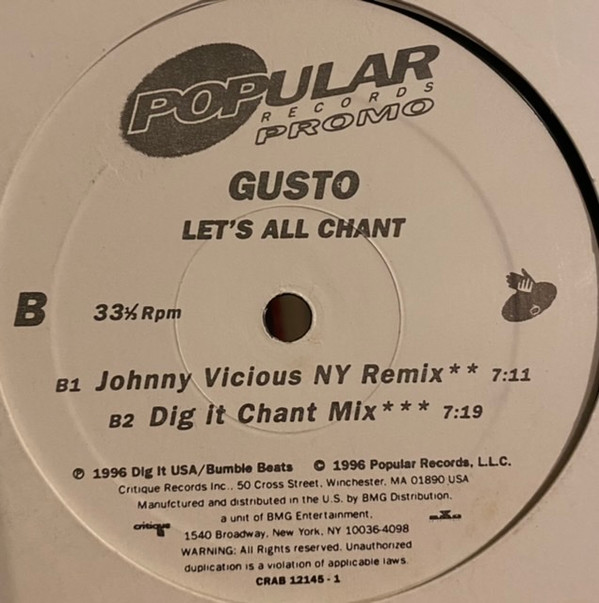 POPULAR
RECORDS
PROMO
GUSTO
LET'S ALL CHANT
B
33⅓ Rpm
B1 Johnny Vicious NY Remix** 7:11
B2 Dig it Chant Mix*** 7:19
℗ 1996 Dig It USA/Bumble Beats © 1996 Popular Records, L.L.C.
Critique Records Inc., 50 Cross Street, Winchester, MA 01890 USA
Manufctured and distributed in the U.S. by BMG Distribution,
a unit of BMG Entertainment,
critique
BMG
1540 Broadway, New York, NY 10036-4098
WARNING: All Rights reserved. Unauthorized
duplication is a violation of applicable laws.
CRAB 12145 - 1